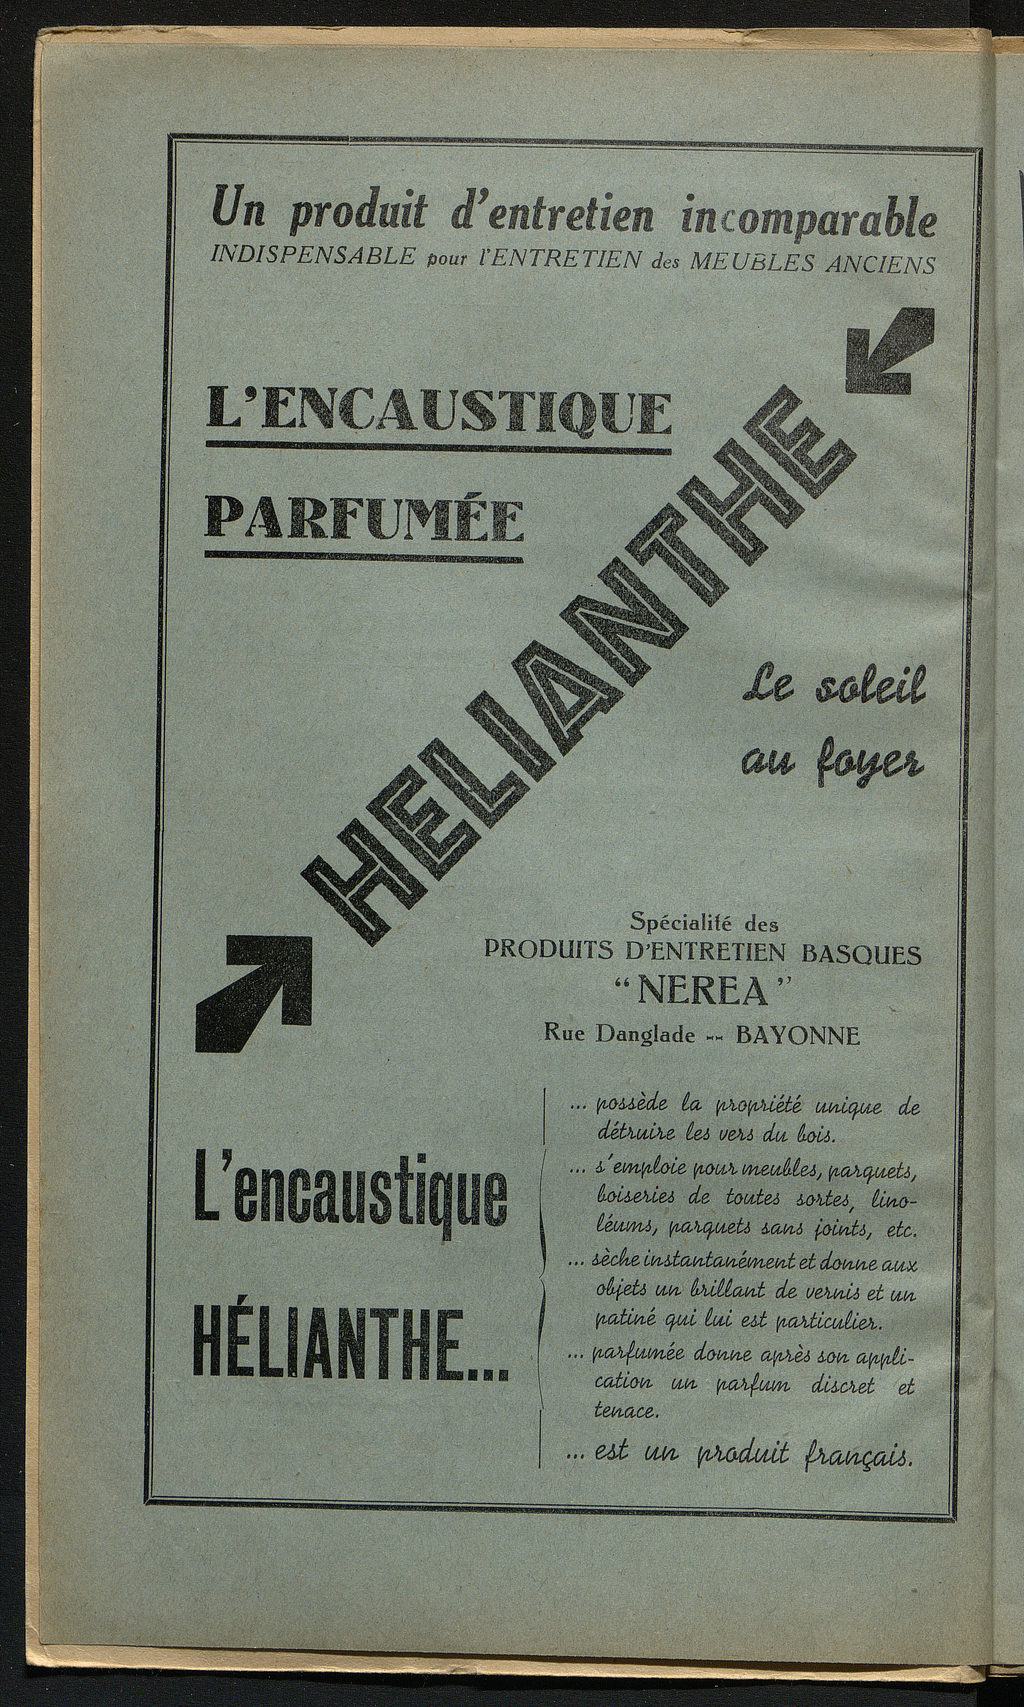 Un produit d'entretien incomparable
INDISPENSABLE pour l'ENTRETIEN des MEUBLES ANCIENS
L'ENCAUSTIQUE
PARFUMÉE
HELIANTHE
Le soleil
au foyer
Spécialité des
PRODUITS D'ENTRETIEN BASQUES
“NEREA”
Rue Danglade -- BAYONNE
L'encaustique
HÉLIANTHE...
... possède la propriété unique de
détruire les vers du bois.
... s'emploie pour meubles, parquets,
boiseries de toutes sortes, lino-
léums, parquets sans joints, etc.
... sèche instantanément et donne aux
objets un brillant de vernis et un
patiné qui lui est particulier.
... parfumée donne après son appli-
cation un parfum discret et
tenace.
... est un produit français.